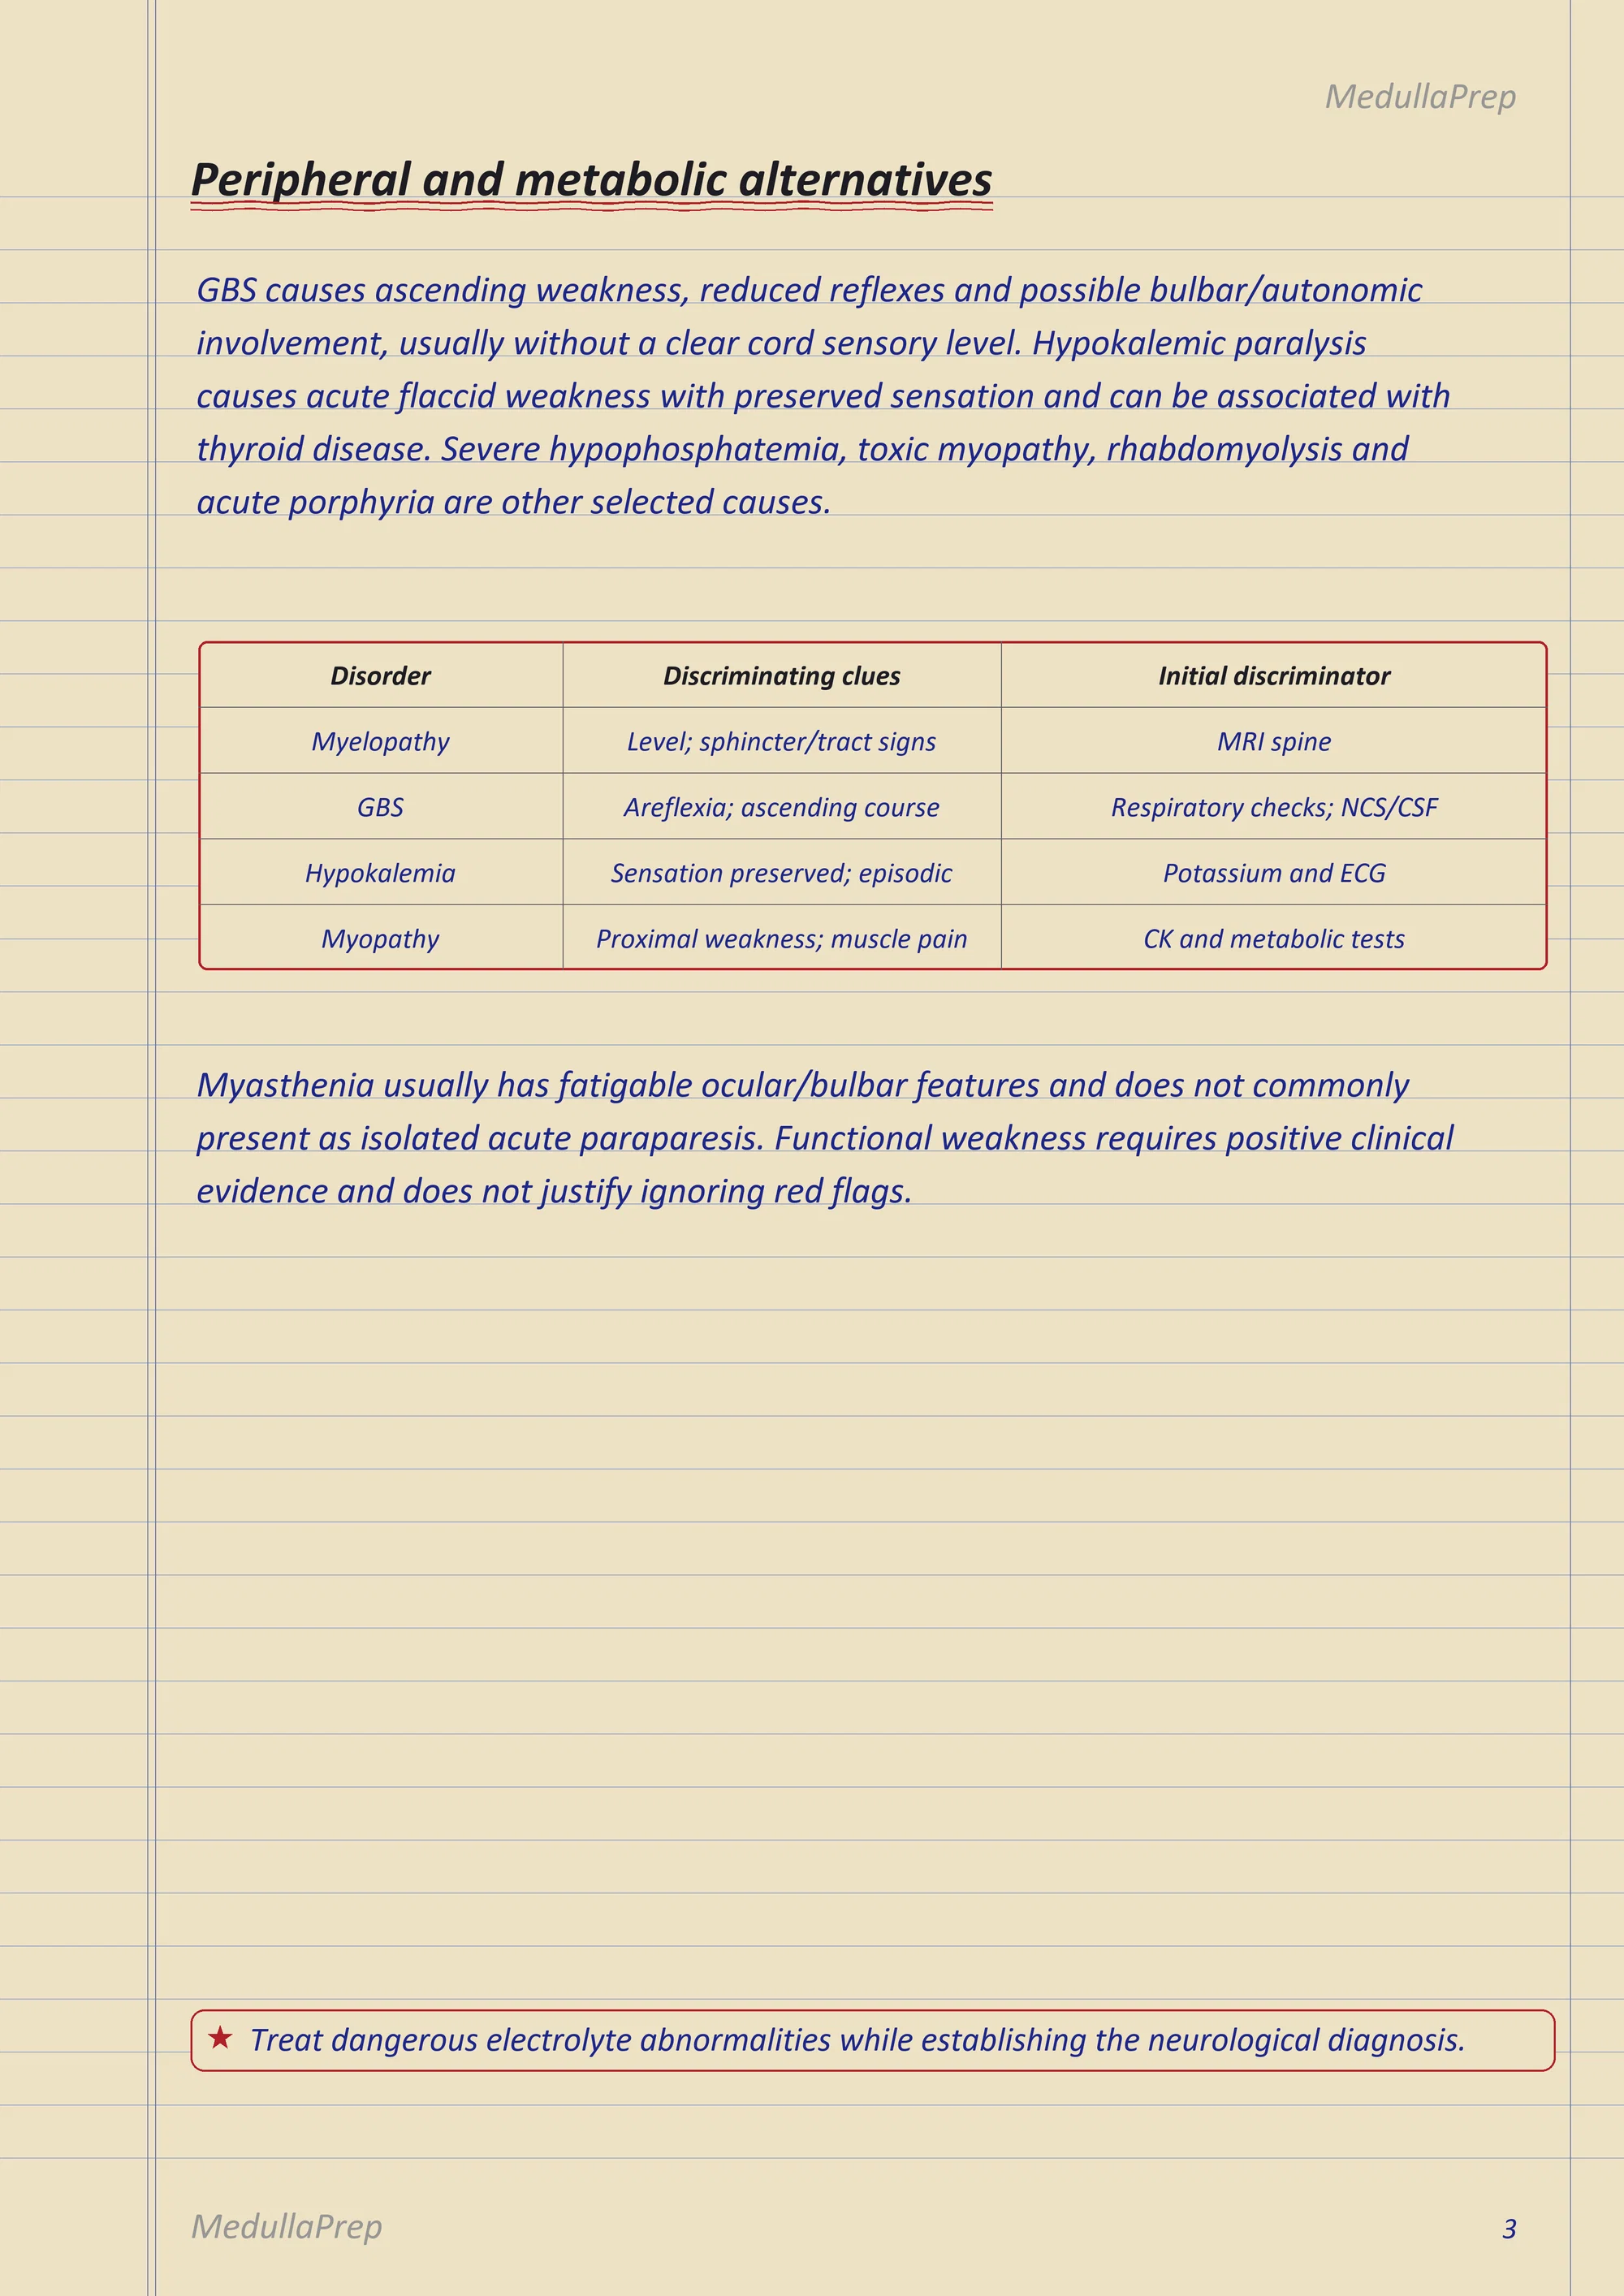 MedullaPrep
Peripheral and metabolic alternatives
GBS causes ascending weakness, reduced reflexes and possible bulbar/autonomic
involvement, usually without a clear cord sensory level. Hypokalemic paralysis
causes acute flaccid weakness with preserved sensation and can be associated with
thyroid disease. Severe hypophosphatemia, toxic myopathy, rhabdomyolysis and
acute porphyria are other selected causes.
Disorder Discriminating clues Initial discriminator
Myelopathy Level; sphincter/tract signs MRI spine
GBS Areflexia; ascending course Respiratory checks; NCS/CSF
Hypokalemia Sensation preserved; episodic Potassium and ECG
Myopathy Proximal weakness; muscle pain CK and metabolic tests
Myasthenia usually has fatigable ocular/bulbar features and does not commonly
present as isolated acute paraparesis. Functional weakness requires positive clinical
evidence and does not justify ignoring red flags.
★ Treat dangerous electrolyte abnormalities while establishing the neurological diagnosis.
MedullaPrep 3